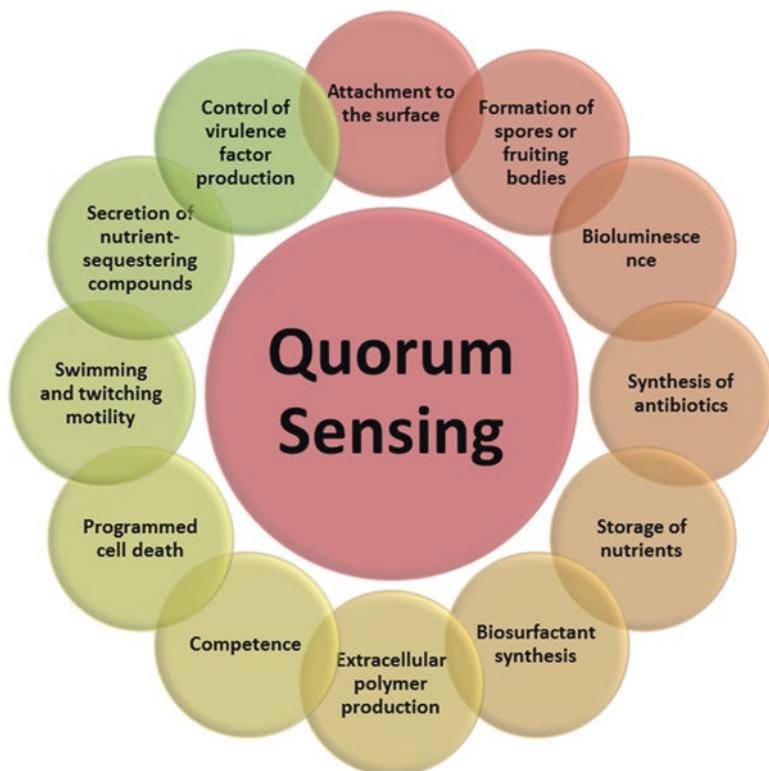 Attachment to
the surface
Formation of
spores or
fruiting
bodies
Bioluminesce
nce
Synthesis of
antibiotics
Storage of
nutrients
Biosurfactant
synthesis
Extracellular
polymer
production
Competence
Programmed
cell death
Swimming
and twitching
motility
Secretion of
nutrient-
sequestering
compounds
Control of
virulence
factor
production
Quorum
Sensing